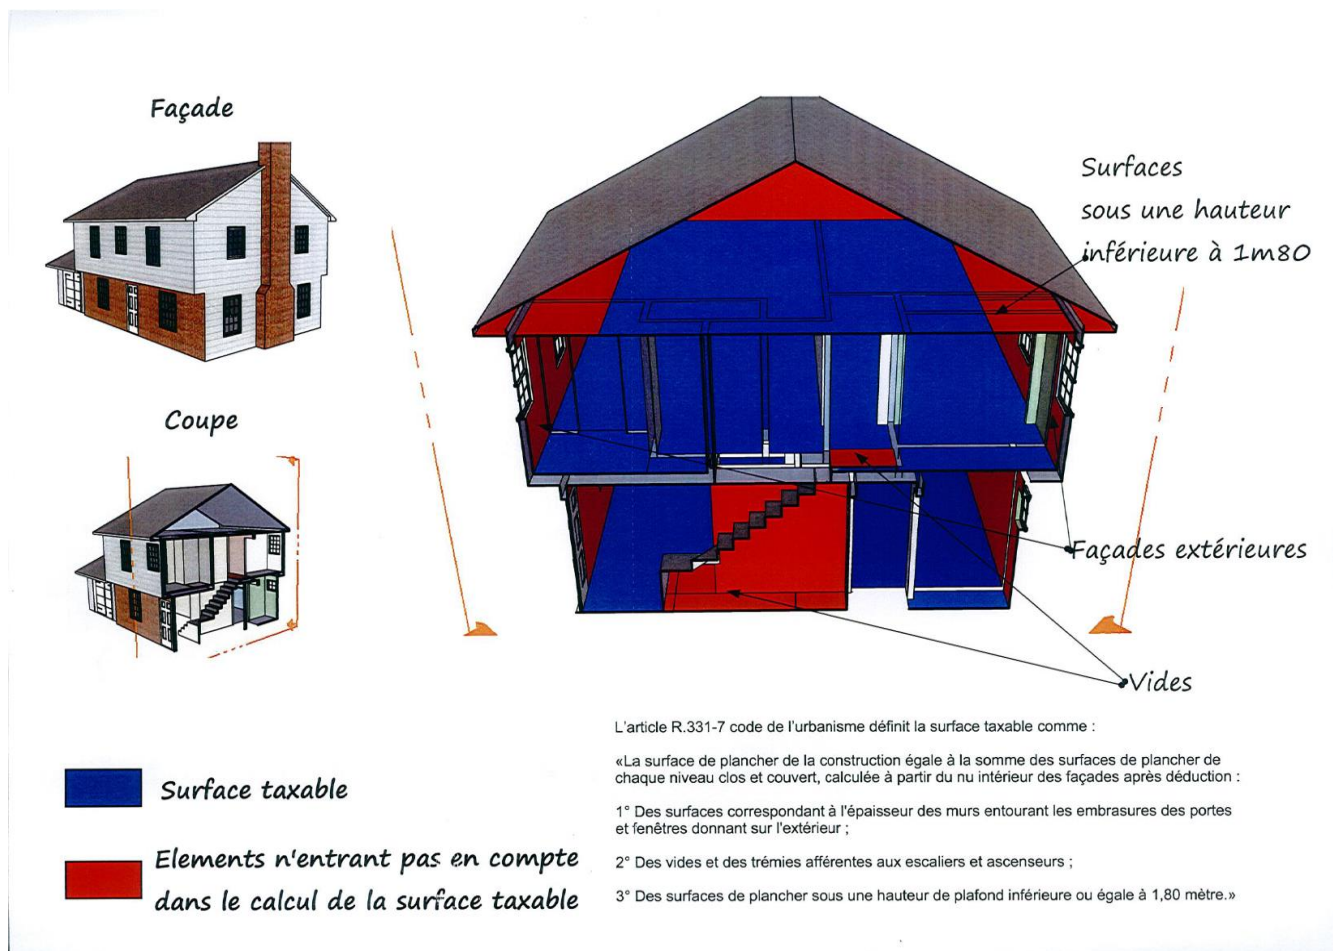 Façade
Surfaces
sous une hauteur
inférieure à 1m80
Coupe
Façades extérieures
Vides
L'article R.331-7 code de l'urbanisme définit la surface taxable comme :
«La surface de plancher de la construction égale à la somme des surfaces de plancher de
chaque niveau clos et couvert, calculée à partir du nu intérieur des façades après déduction :
1° Des surfaces correspondant à l'épaisseur des murs entourant les embrasures des portes
et fenêtres donnant sur l'extérieur ;
2° Des vides et des trémies afférentes aux escaliers et ascenseurs ;
3° Des surfaces de plancher sous une hauteur de plafond inférieure ou égale à 1,80 mètre.»
Surface taxable
Elements n'entrant pas en compte
dans le calcul de la surface taxable